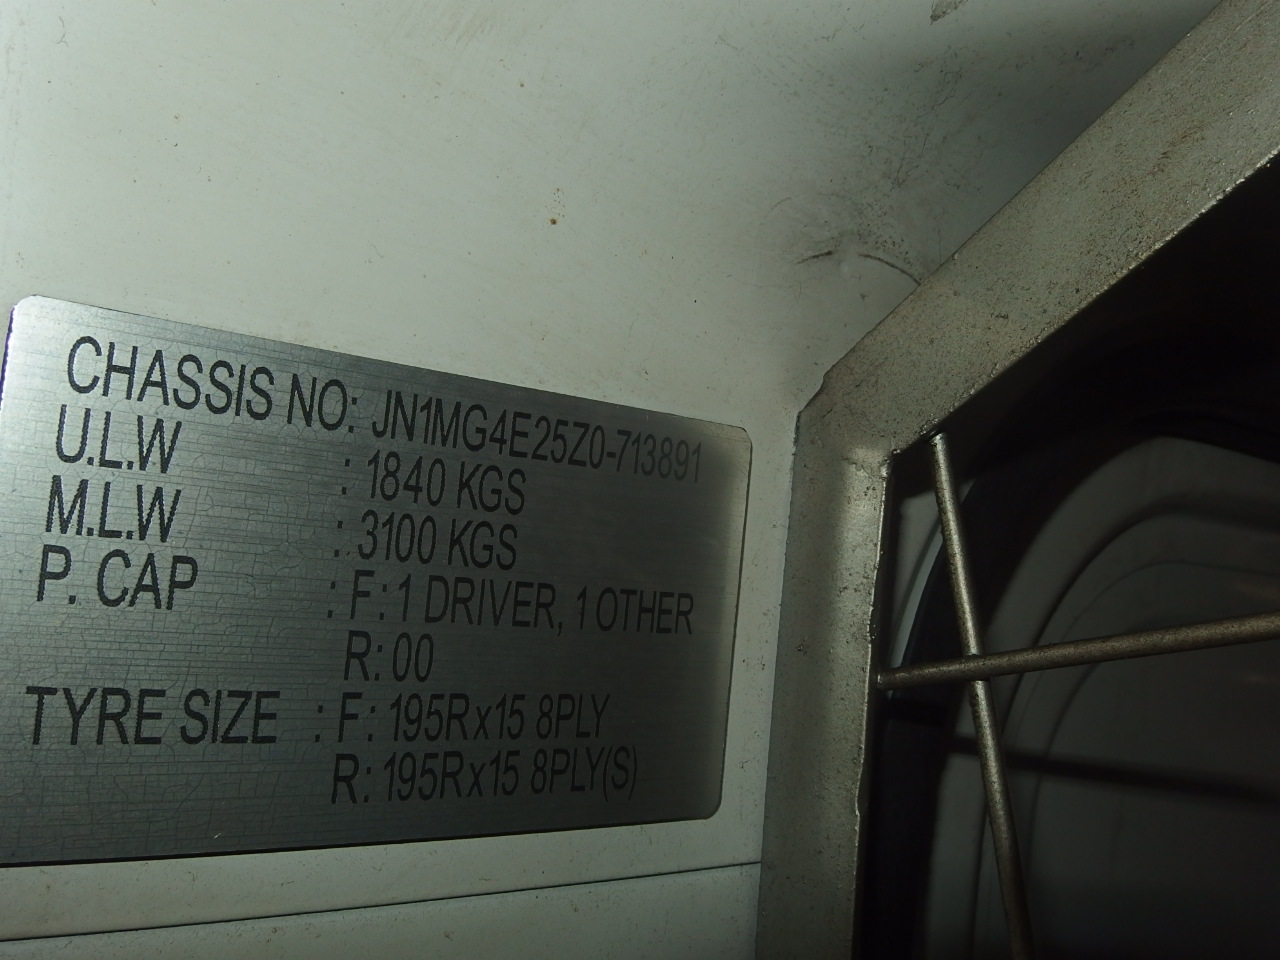 CHASSIS NO: JN1MG4E25Z0-713891
U.L.W : 1840 KGS
M.L.W : 3100 KGS
P. CAP : F: 1 DRIVER, 1 OTHER
R: 00
TYRE SIZE : F: 195Rx15 8PLY
R: 195Rx15 8PLY(S)